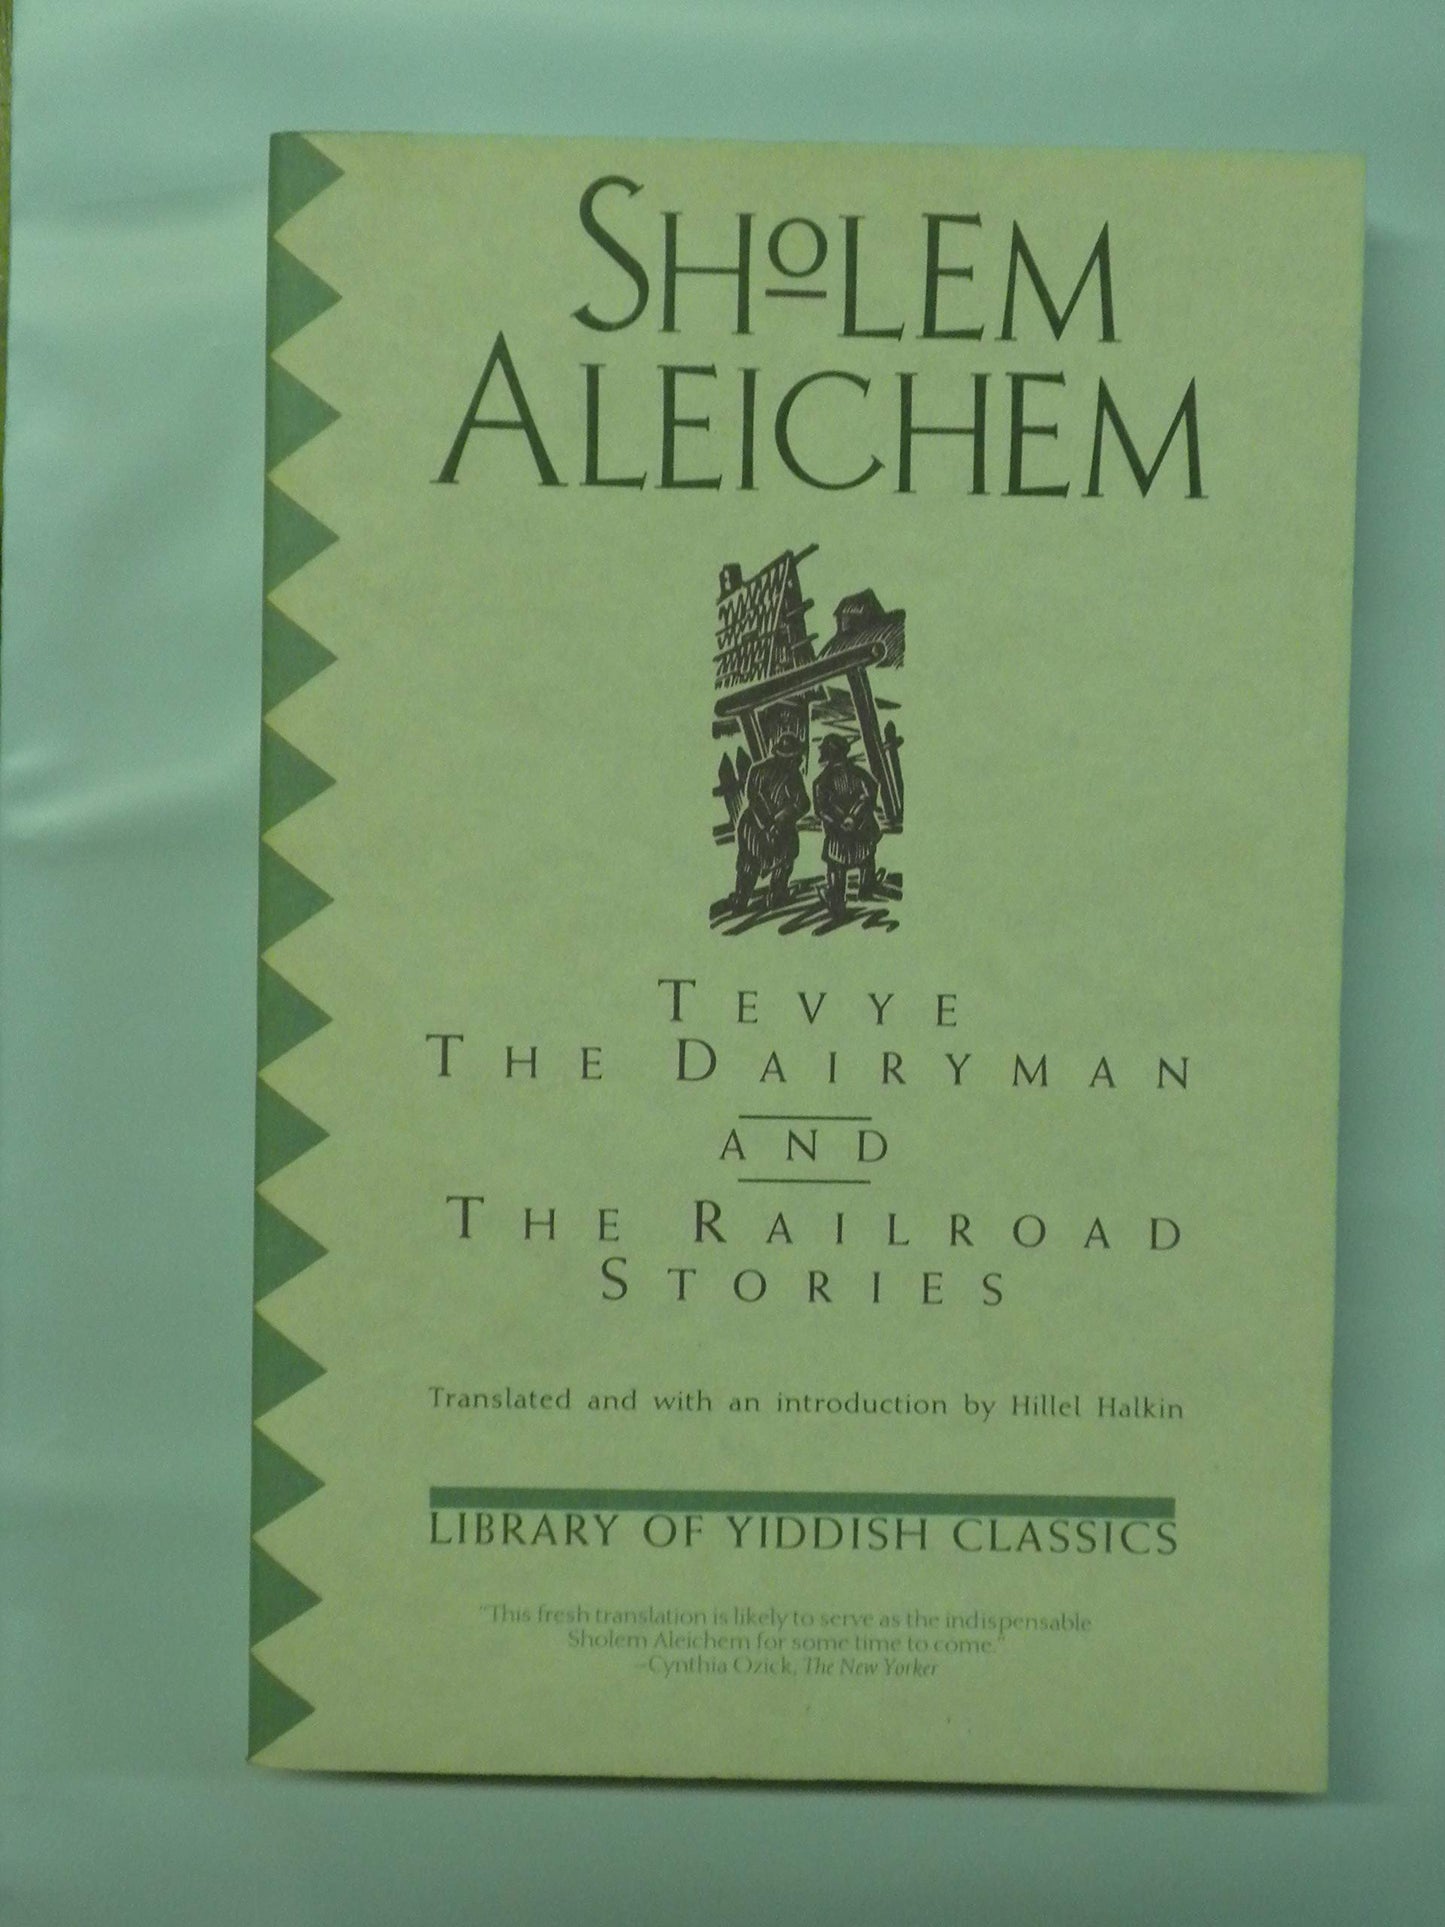 SHOLEM
ALEICHEM
TEVYE
THE DAIRYMAN
AND
THE RAILROAD
STORIES
Translated and with an introduction by Hillel Halkin
LIBRARY OF YIDDISH CLASSICS
"This fresh translation is likely to serve as the indispensable
Sholem Aleichem for some time to come."
–Cynthia Ozick, The New Yorker